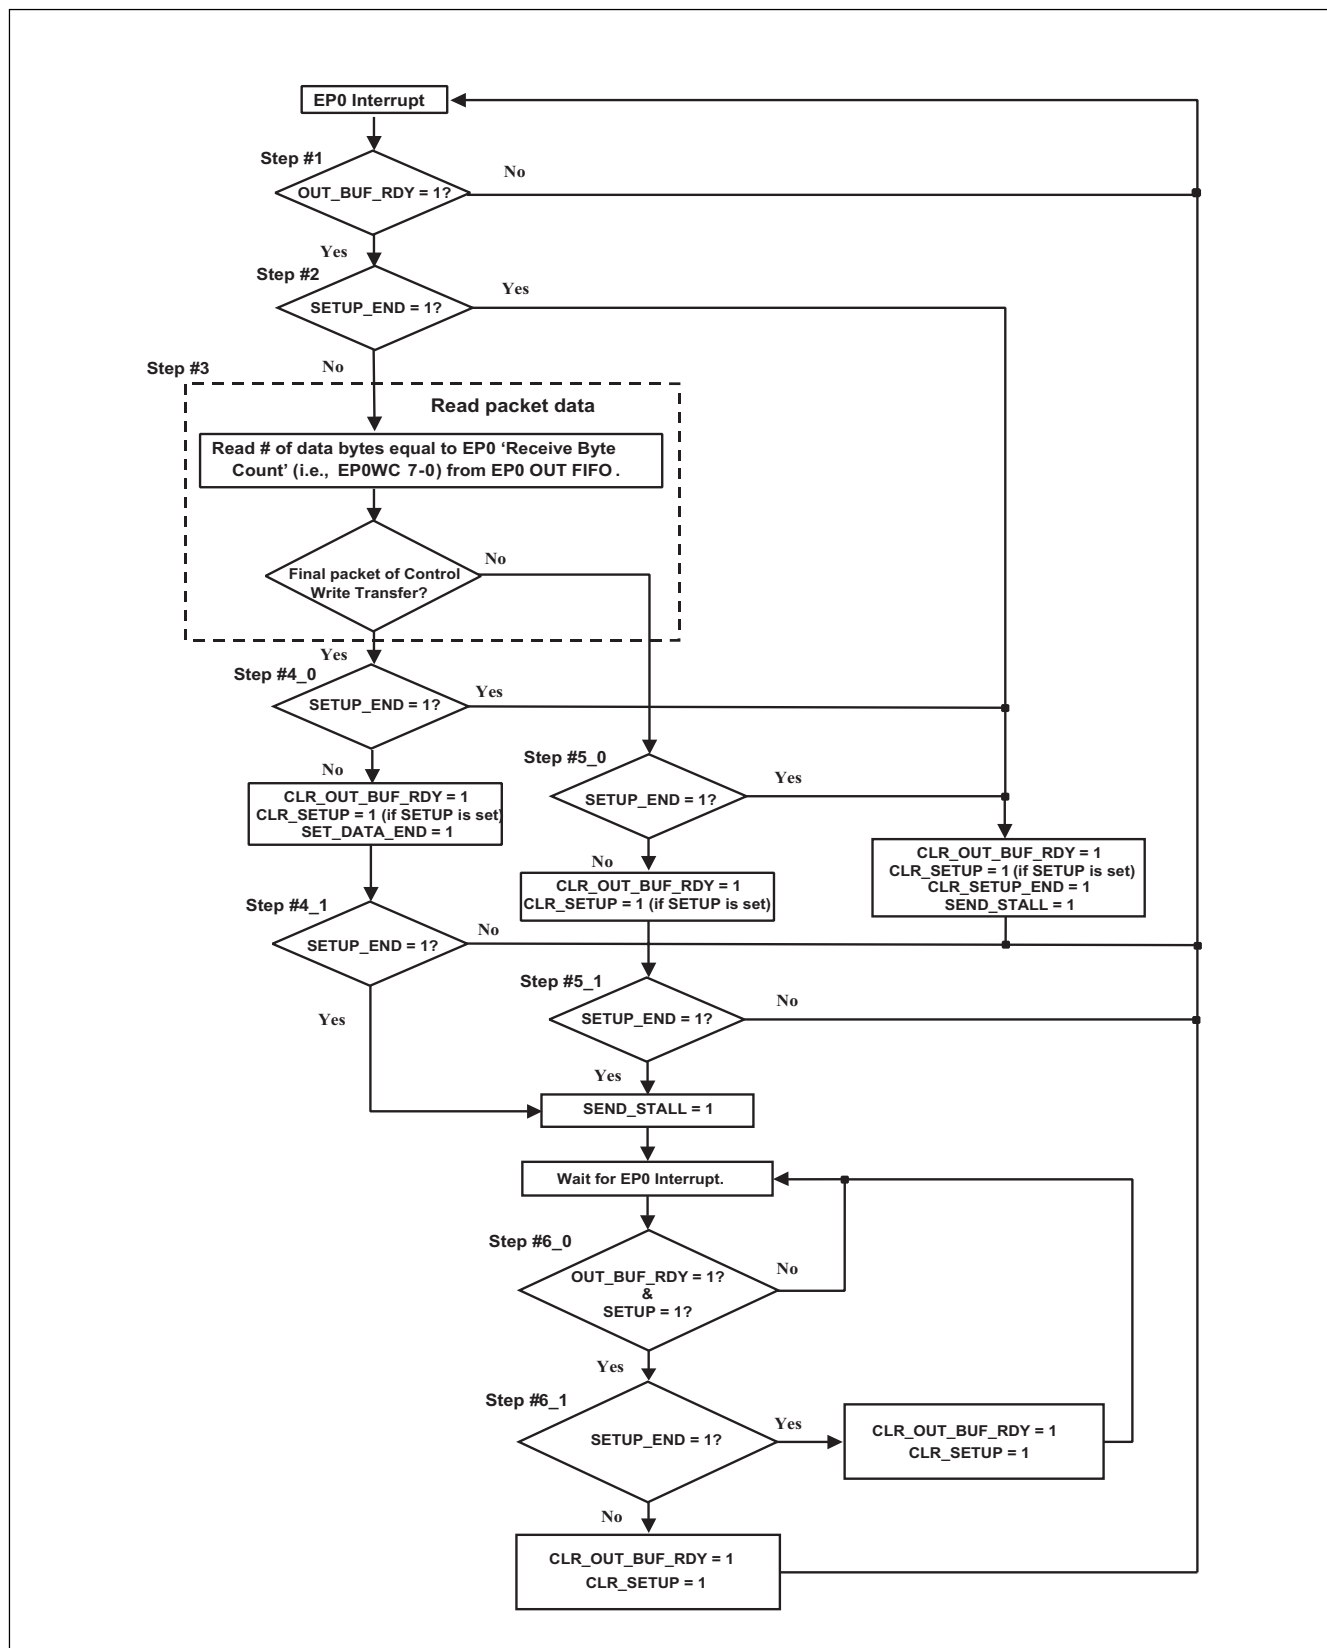 EP0 Interrupt
Step #1
No
OUT_BUF_RDY = 1?
Yes
Step #2
Yes
SETUP_END = 1?
No
Step #3
Read packet data
Read # of data bytes equal to EP0 ‘Receive Byte
Count’ (i.e., EP0WC 7-0) from EP0 OUT FIFO.
No
Final packet of Control
Write Transfer?
Yes
Step #4_0
Yes
SETUP_END = 1?
No
CLR_OUT_BUF_RDY = 1
CLR_SETUP = 1 (if SETUP is set)
SET_DATA_END = 1
Step #5_0
Yes
SETUP_END = 1?
No
CLR_OUT_BUF_RDY = 1
CLR_SETUP = 1 (if SETUP is set)
CLR_OUT_BUF_RDY = 1
CLR_SETUP = 1 (if SETUP is set)
CLR_SETUP_END = 1
SEND_STALL = 1
Step #4_1
No
SETUP_END = 1?
Yes
Step #5_1
No
SETUP_END = 1?
Yes
SEND_STALL = 1
Wait for EP0 Interrupt.
Step #6_0
No
OUT_BUF_RDY = 1?
&
SETUP = 1?
Yes
Step #6_1
Yes
SETUP_END = 1?
CLR_OUT_BUF_RDY = 1
CLR_SETUP = 1
No
CLR_OUT_BUF_RDY = 1
CLR_SETUP = 1